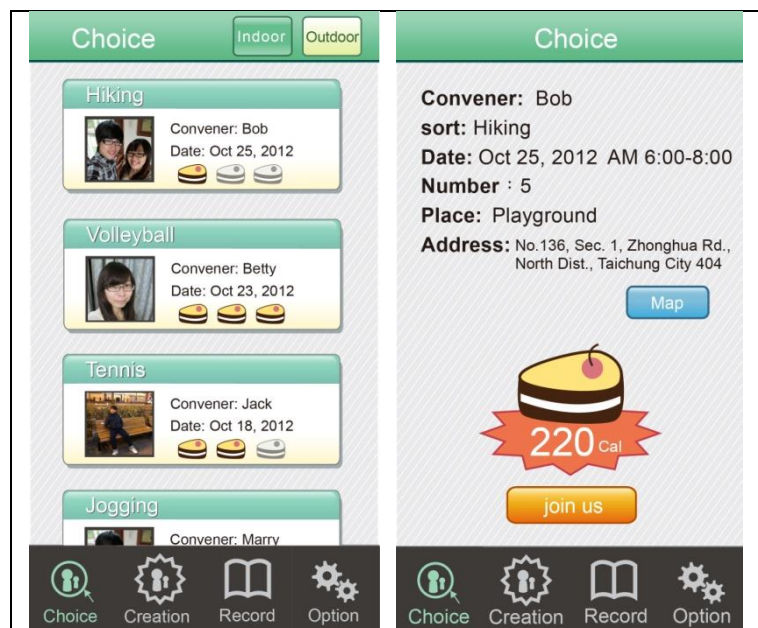 Choice
Indoor
Outdoor
Hiking
Convener: Bob
Date: Oct 25, 2012
Volleyball
Convener: Betty
Date: Oct 23, 2012
Tennis
Convener: Jack
Date: Oct 18, 2012
Jogging
Convener: Marry
Choice
Creation
Record
Option
Choice
Convener: Bob
sort: Hiking
Date: Oct 25, 2012 AM 6:00-8:00
Number：5
Place: Playground
Address: No.136, Sec. 1, Zhonghua Rd.,
North Dist., Taichung City 404
Map
220 Cal
join us
Choice
Creation
Record
Option